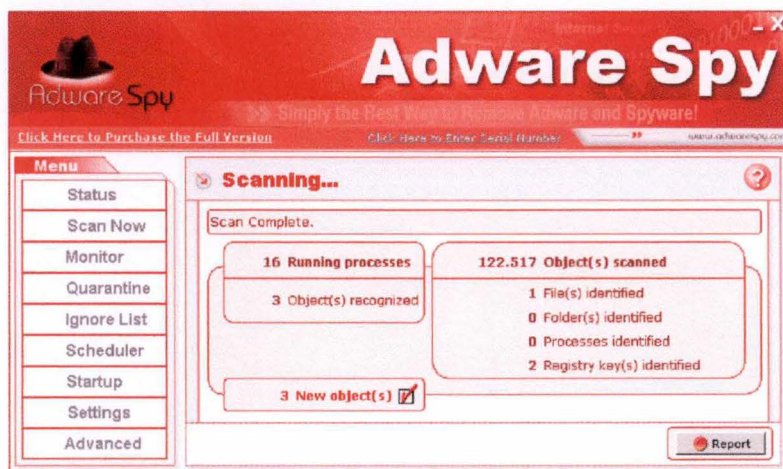 Adware Spy
Adware Spy
>> Simply the Best Way to Remove Adware and Spyware!
Click Here to Purchase the Full Version
Click Here to Enter Serial Number
www.adwarespy.com
Menu
Status
Scan Now
Monitor
Quarantine
Ignore List
Scheduler
Startup
Settings
Advanced
Scanning...
?
Scan Complete.
16 Running processes
3 Object(s) recognized
122.517 Object(s) scanned
1 File(s) identified
0 Folder(s) identified
0 Processes identified
2 Registry key(s) identified
3 New object(s)
Report